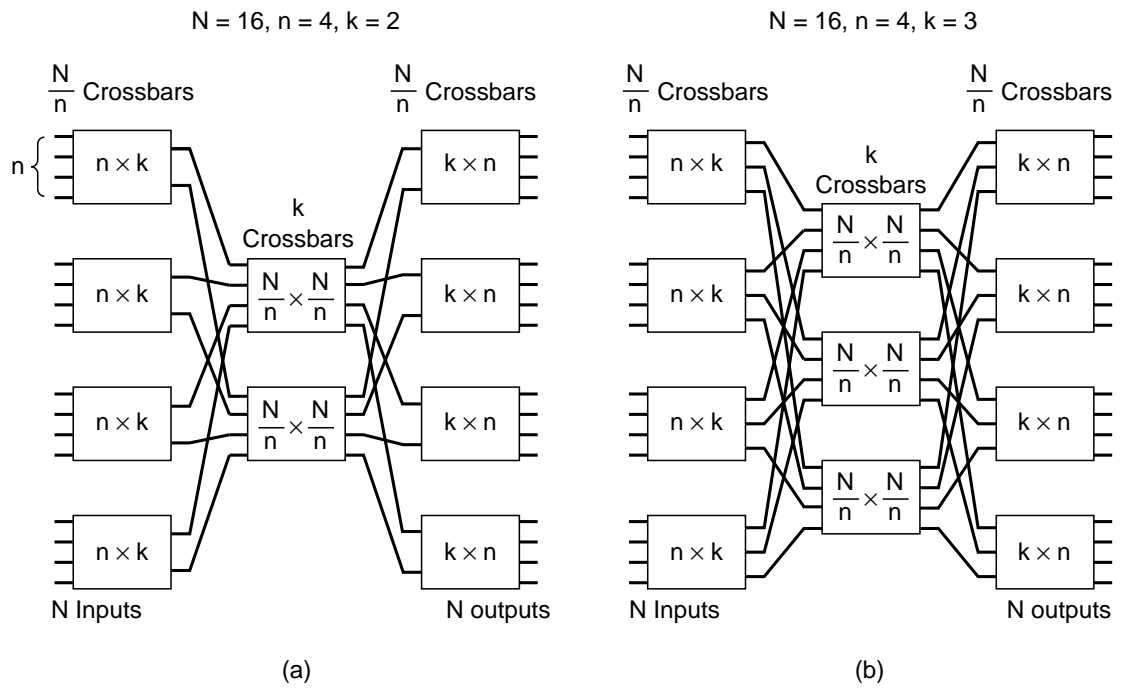 N = 16, n = 4, k = 2
N
n
Crossbars
N
n
Crossbars
n
n × k
k × n
k
Crossbars
n × k
N
n
×
N
n
k × n
n × k
N
n
×
N
n
k × n
n × k
k × n
N Inputs
N outputs
(a)
N = 16, n = 4, k = 3
N
n
Crossbars
N
n
Crossbars
n × k
k
Crossbars
k × n
N
n
×
N
n
n × k
k × n
N
n
×
N
n
n × k
k × n
N
n
×
N
n
n × k
k × n
N Inputs
N outputs
(b)